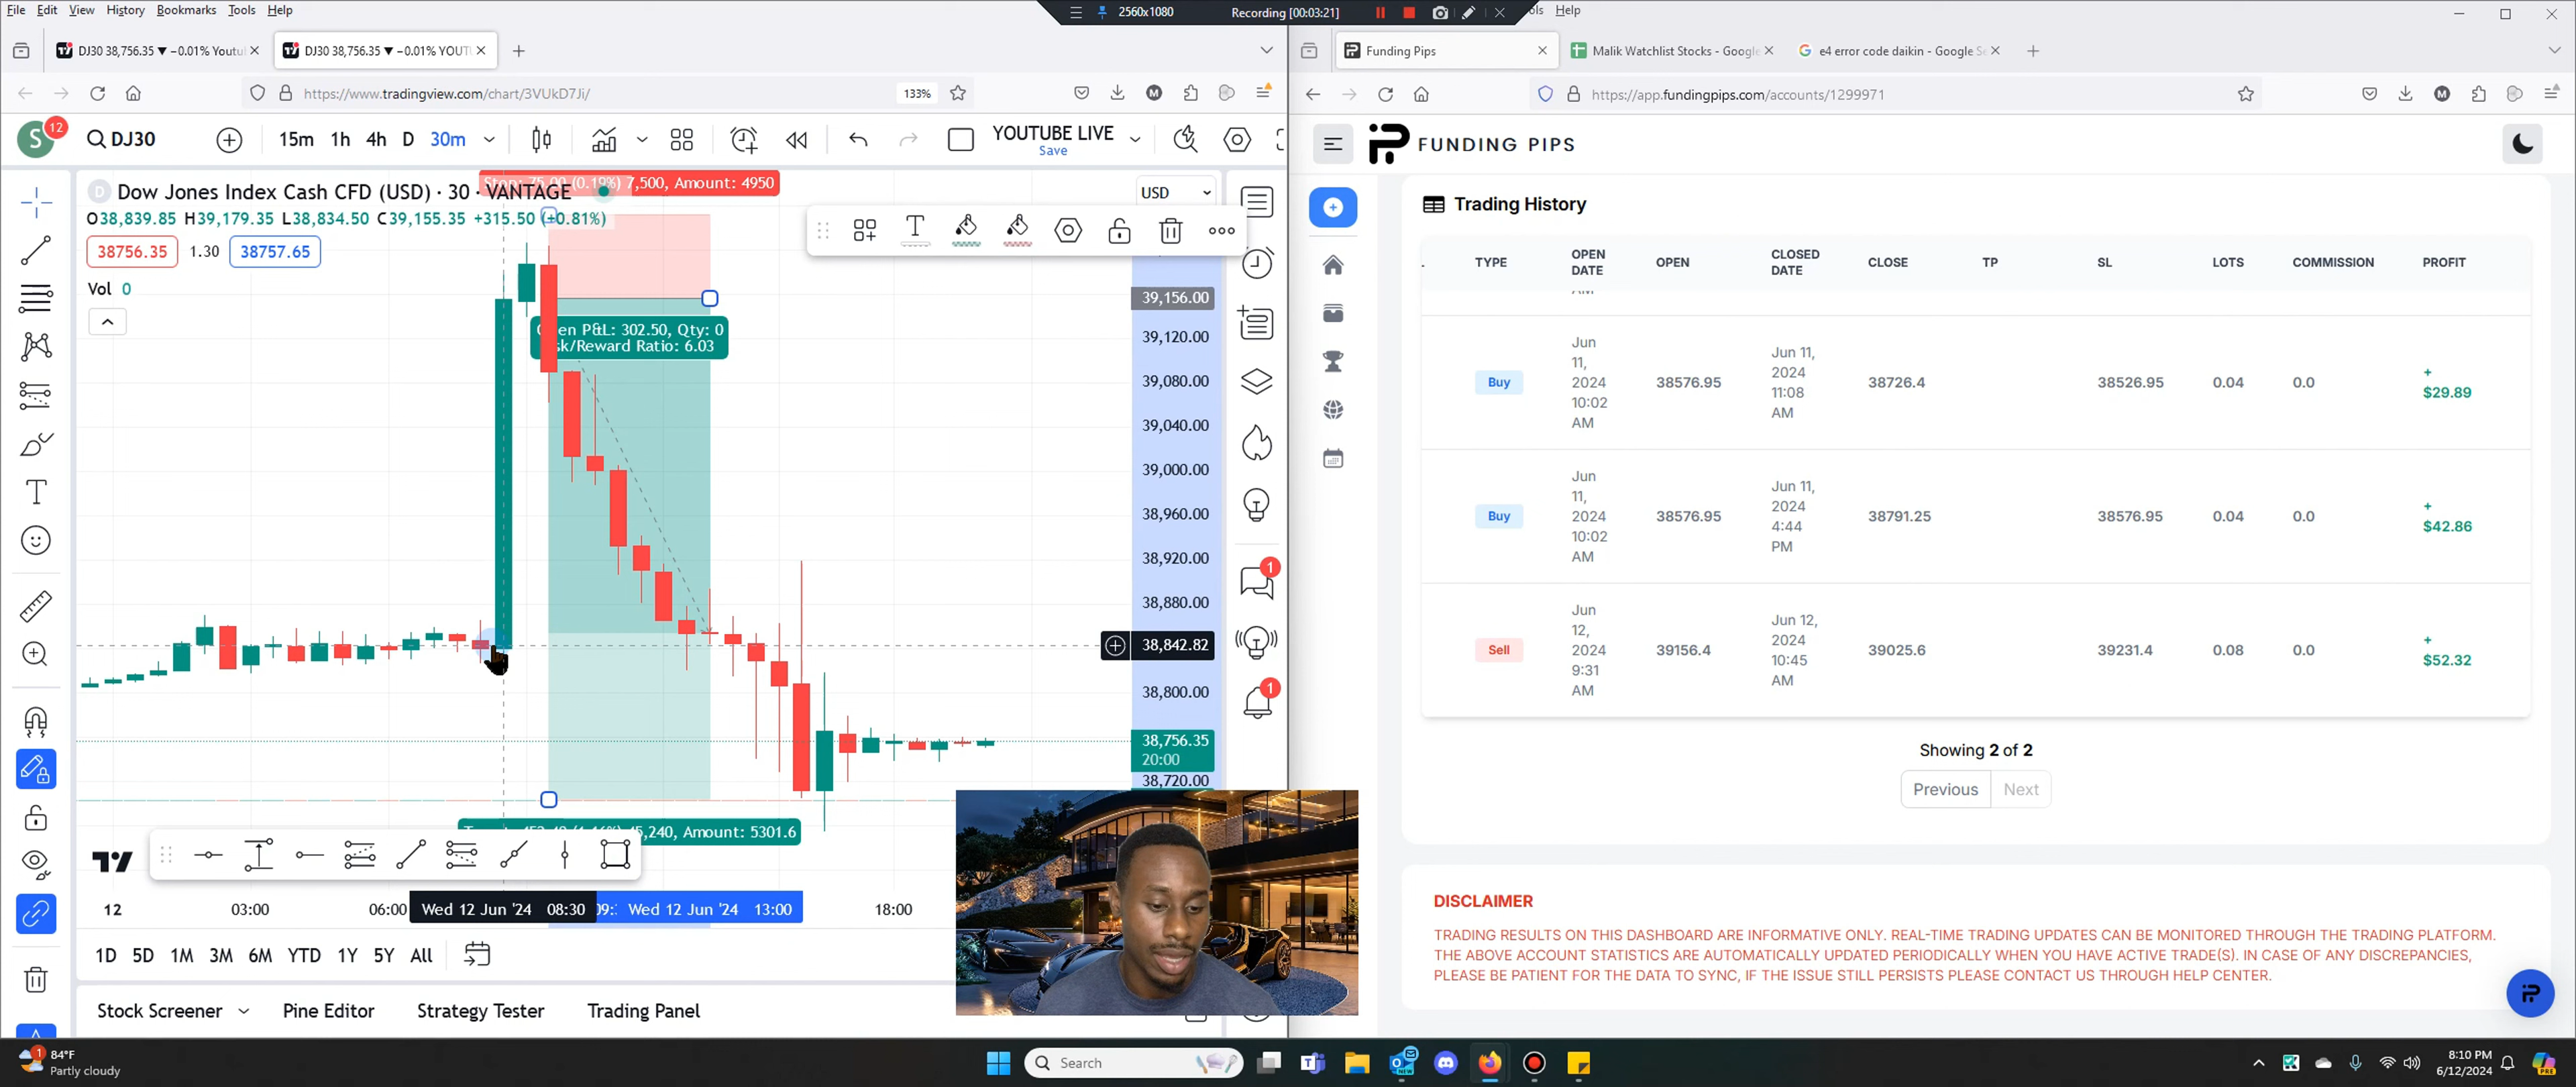 File Edit View History Bookmarks Tools Help
2560x1080 Recording [00:03:21]
Help
DJ30 38,756.35 ▼ −0.01% Youtu
DJ30 38,756.35 ▼ −0.01% YOUT
Funding Pips
Malik Watchlist Stocks - Google
e4 error code daikin - Google Se
https://www.tradingview.com/chart/3VUkD7Ji/
133%
https://app.fundingpips.com/accounts/1299971
S 12
DJ30
15m 1h 4h D 30m
YOUTUBE LIVE
Save
FUNDING PIPS
Dow Jones Index Cash CFD (USD) · 30 · VANTAGE
7,500, Amount: 4950
USD
O38,839.85 H39,179.35 L38,834.50 C39,155.35 +315.50 (+0.81%)
38756.35 1.30 38757.65
Vol 0
P&L: 302.50, Qty: 0
Ratio: 6.03
39,156.00
39,120.00
39,080.00
39,040.00
39,000.00
38,960.00
38,920.00
38,880.00
38,842.82
38,800.00
38,756.35
20:00
38,720.00
1
1
45,240, Amount: 5301.6
12 03:00 06:00 Wed 12 Jun '24 08:30 Wed 12 Jun '24 13:00 18:00
1D 5D 1M 3M 6M YTD 1Y 5Y All
Stock Screener Pine Editor Strategy Tester Trading Panel
Trading History
TYPE OPEN DATE OPEN CLOSED DATE CLOSE TP SL LOTS COMMISSION PROFIT
Buy Jun 11, 2024 10:02 AM 38576.95 Jun 11, 2024 11:08 AM 38726.4 38526.95 0.04 0.0 + $29.89
Buy Jun 11, 2024 10:02 AM 38576.95 Jun 11, 2024 4:44 PM 38791.25 38576.95 0.04 0.0 + $42.86
Sell Jun 12, 2024 9:31 AM 39156.4 Jun 12, 2024 10:45 AM 39025.6 39231.4 0.08 0.0 + $52.32
Showing 2 of 2
Previous Next
DISCLAIMER
TRADING RESULTS ON THIS DASHBOARD ARE INFORMATIVE ONLY. REAL-TIME TRADING UPDATES CAN BE MONITORED THROUGH THE TRADING PLATFORM.
THE ABOVE ACCOUNT STATISTICS ARE AUTOMATICALLY UPDATED PERIODICALLY WHEN YOU HAVE ACTIVE TRADE(S). IN CASE OF ANY DISCREPANCIES,
PLEASE BE PATIENT FOR THE DATA TO SYNC, IF THE ISSUE STILL PERSISTS PLEASE CONTACT US THROUGH HELP CENTER.
1 84°F
Partly cloudy
Search
8:10 PM
6/12/2024